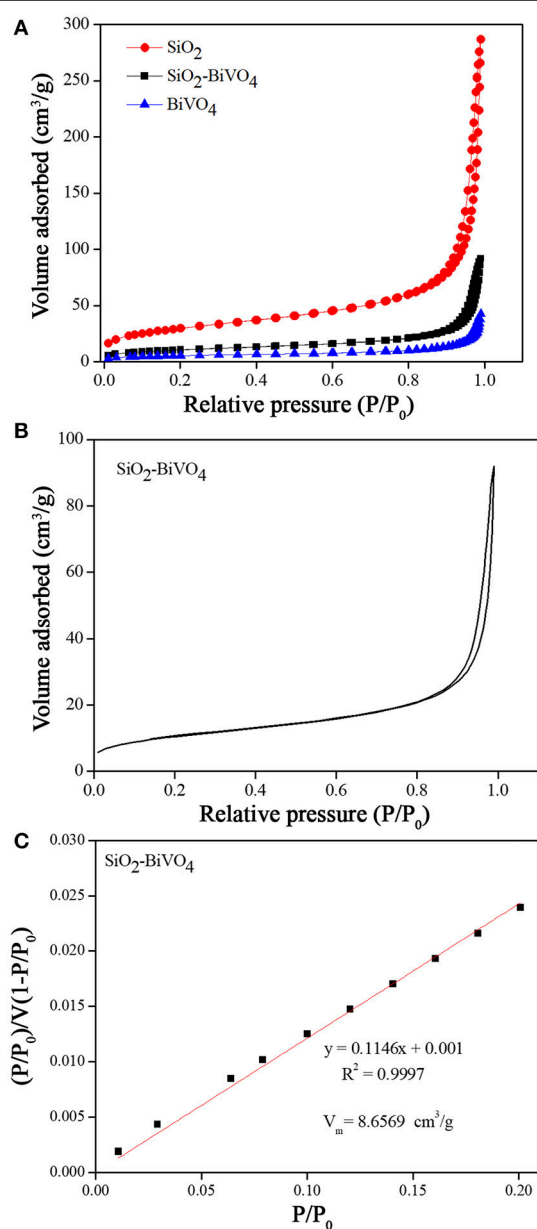 A
300
250
200
150
100
50
0
Volume adsorbed (cm³/g)
SiO₂
SiO₂-BiVO₄
BiVO₄
0.0 0.2 0.4 0.6 0.8 1.0
Relative pressure (P/P₀)
B
100
80
60
40
20
0
Volume adsorbed (cm³/g)
SiO₂-BiVO₄
0.0 0.2 0.4 0.6 0.8 1.0
Relative pressure (P/P₀)
C
0.030
0.025
0.020
0.015
0.010
0.005
0.000
(P/P₀)/V(1-P/P₀)
SiO₂-BiVO₄
y = 0.1146x + 0.001
R² = 0.9997
Vₘ = 8.6569 cm³/g
0.00 0.05 0.10 0.15 0.20
P/P₀